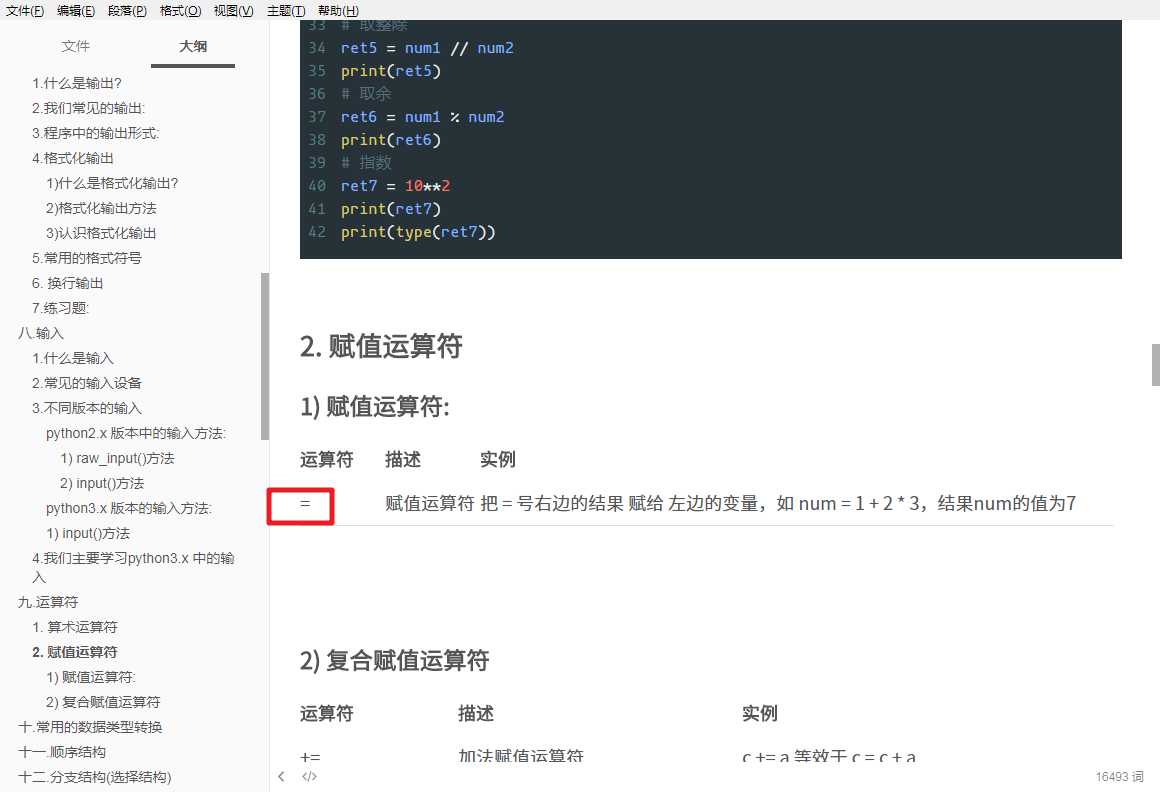 文件(F) 编辑(E) 段落(P) 格式(O) 视图(V) 主题(T) 帮助(H)
文件 大纲
1.什么是输出?
2.我们常见的输出:
3.程序中的输出形式:
4.格式化输出
1)什么是格式化输出?
2)格式化输出方法
3)认识格式化输出
5.常用的格式符号
6. 换行输出
7.练习题:
八.输入
1.什么是输入
2.常见的输入设备
3.不同版本的输入
python2.x 版本中的输入方法:
1) raw_input()方法
2) input()方法
python3.x 版本的输入方法:
1) input()方法
4.我们主要学习python3.x 中的输
入
九.运算符
1. 算术运算符
2. 赋值运算符
1) 赋值运算符:
2) 复合赋值运算符
十.常用的数据类型转换
十一.顺序结构
十二.分支结构(选择结构)
33 # 取整除
34 ret5 = num1 // num2
35 print(ret5)
36 # 取余
37 ret6 = num1 % num2
38 print(ret6)
39 # 指数
40 ret7 = 10**2
41 print(ret7)
42 print(type(ret7))
2. 赋值运算符
1) 赋值运算符:
运算符 描述 实例
= 赋值运算符 把 = 号右边的结果 赋给 左边的变量，如 num = 1 + 2 * 3，结果num的值为7
2) 复合赋值运算符
运算符 描述 实例
+= 加法赋值运算符 c += a 等效于 c = c + a
</> 16493 词